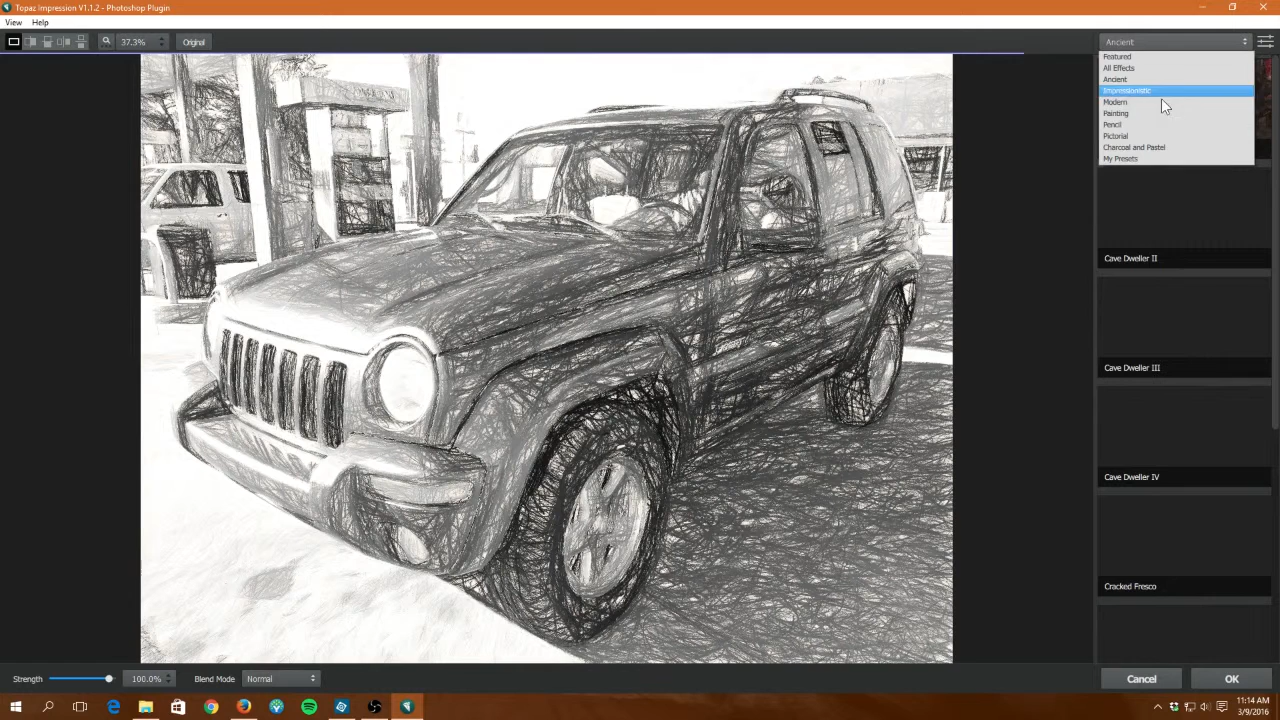 Topaz Impression V1.1.2 - Photoshop Plugin
View Help
37.3% Original
Ancient
Featured
All Effects
Ancient
Impressionistic
Modern
Painting
Pencil
Pictorial
Charcoal and Pastel
My Presets
Cave Dweller II
Cave Dweller III
Cave Dweller IV
Cracked Fresco
Strength 100.0% Blend Mode Normal Cancel OK
11:14 AM
3/9/2016